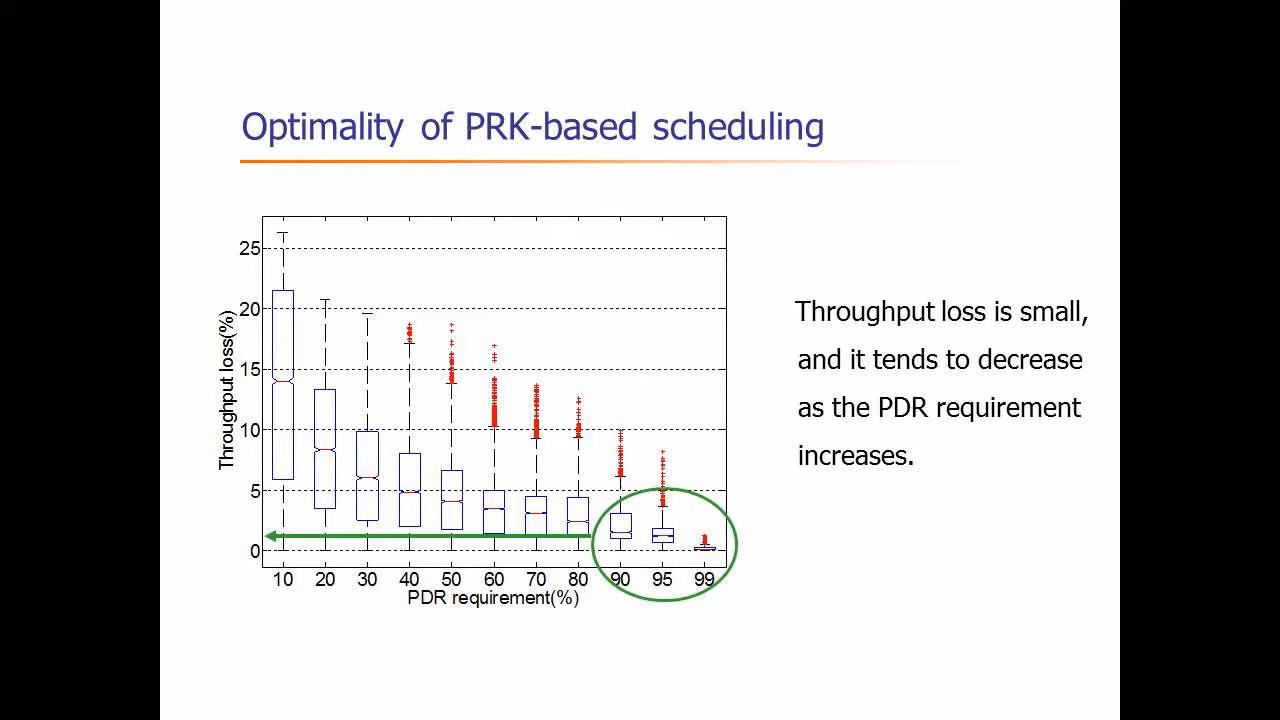 Optimality of PRK-based scheduling
25
20
15
10
5
0
Throughput loss(%)
10 20 30 40 50 60 70 80 90 95 99
PDR requirement(%)
Throughput loss is small,
and it tends to decrease
as the PDR requirement
increases.